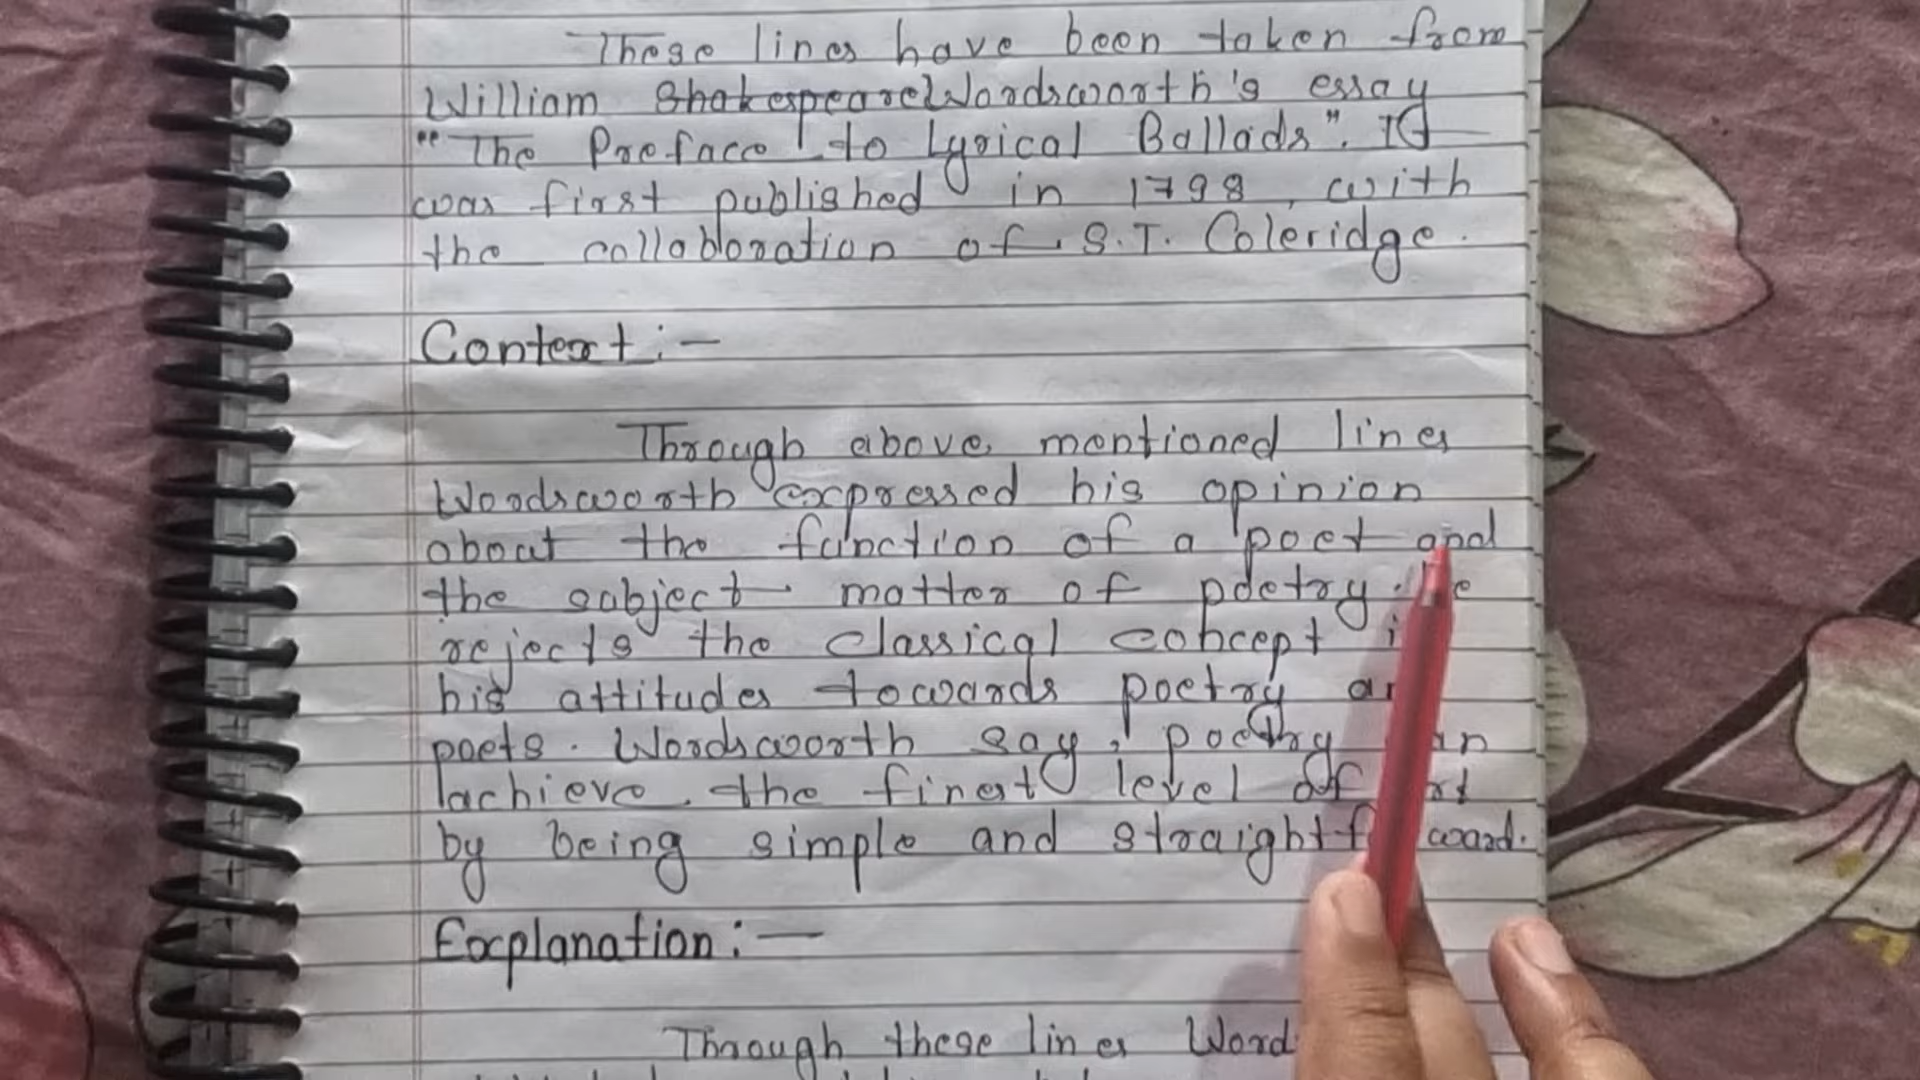 These lines have been taken from
William Shakespeare Wordsworth's essay
"The Preface to Lyrical Ballads". It
was first published in 1798, with
the collaboration of S.T. Coleridge.
Context :-
Through above mentioned lines
Wordsworth expressed his opinion
about the function of a poet and
the subject matter of poetry.
rejects the classical concept
his attitudes towards poetry
poets. Wordsworth say, poetry
achieve the finest level of
by being simple and straightf ward.
Explanation :-
Through these lines Word